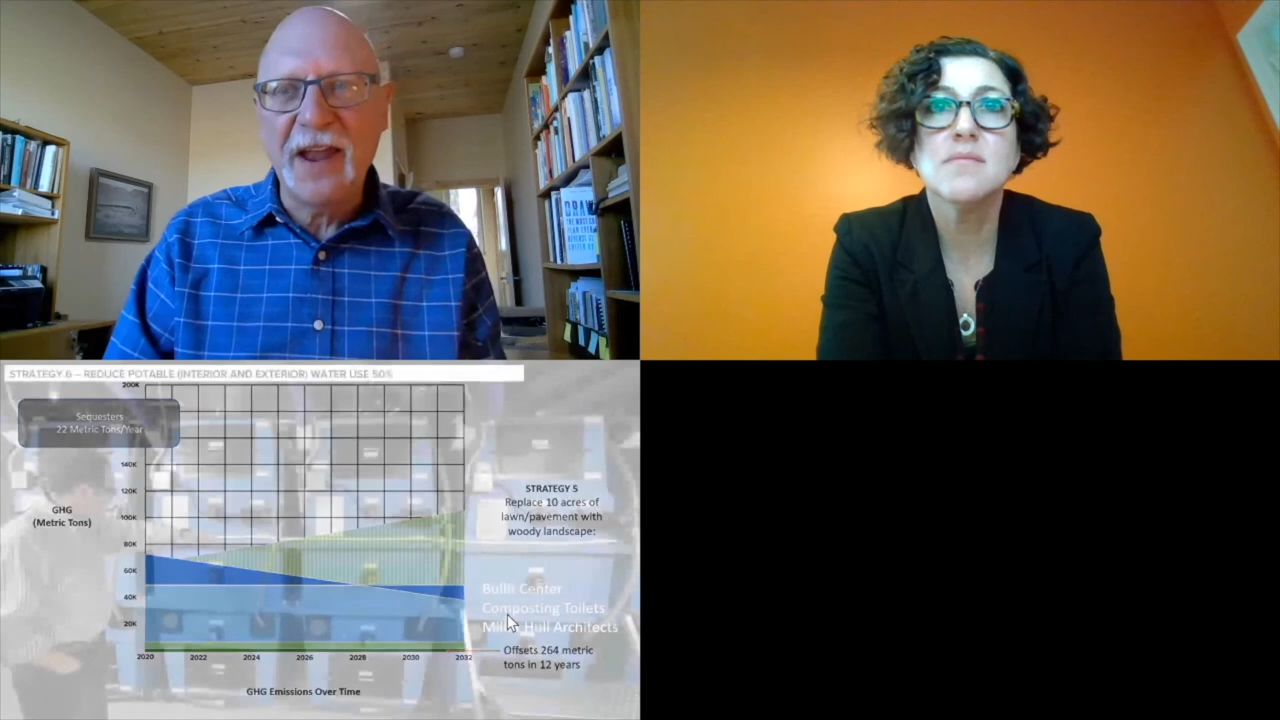 DRAW
STRATEGY 6 – REDUCE POTABLE (INTERIOR AND EXTERIOR) WATER USE 50%
200K
Sequesters
22 Metric Tons/Year
140K
120K
100K
80K
60K
40K
20K
GHG
(Metric Tons)
STRATEGY 5
Replace 10 acres of
lawn/pavement with
woody landscape:
Bullit Center
Composting Toilets
Miller Hull Architects
Offsets 264 metric
tons in 12 years
2020 2022 2024 2026 2028 2030 2032
GHG Emissions Over Time